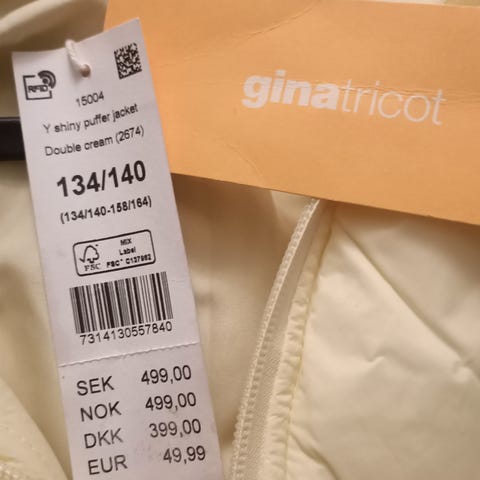 RFID
15004
Y shiny puffer jacket
Double cream (2674)
134/140
(134/140-158/164)
FSC
MIX
Label
FSC® C137982
7314130557840
SEK 499,00
NOK 499,00
DKK 399,00
EUR 49,99
ginatricot